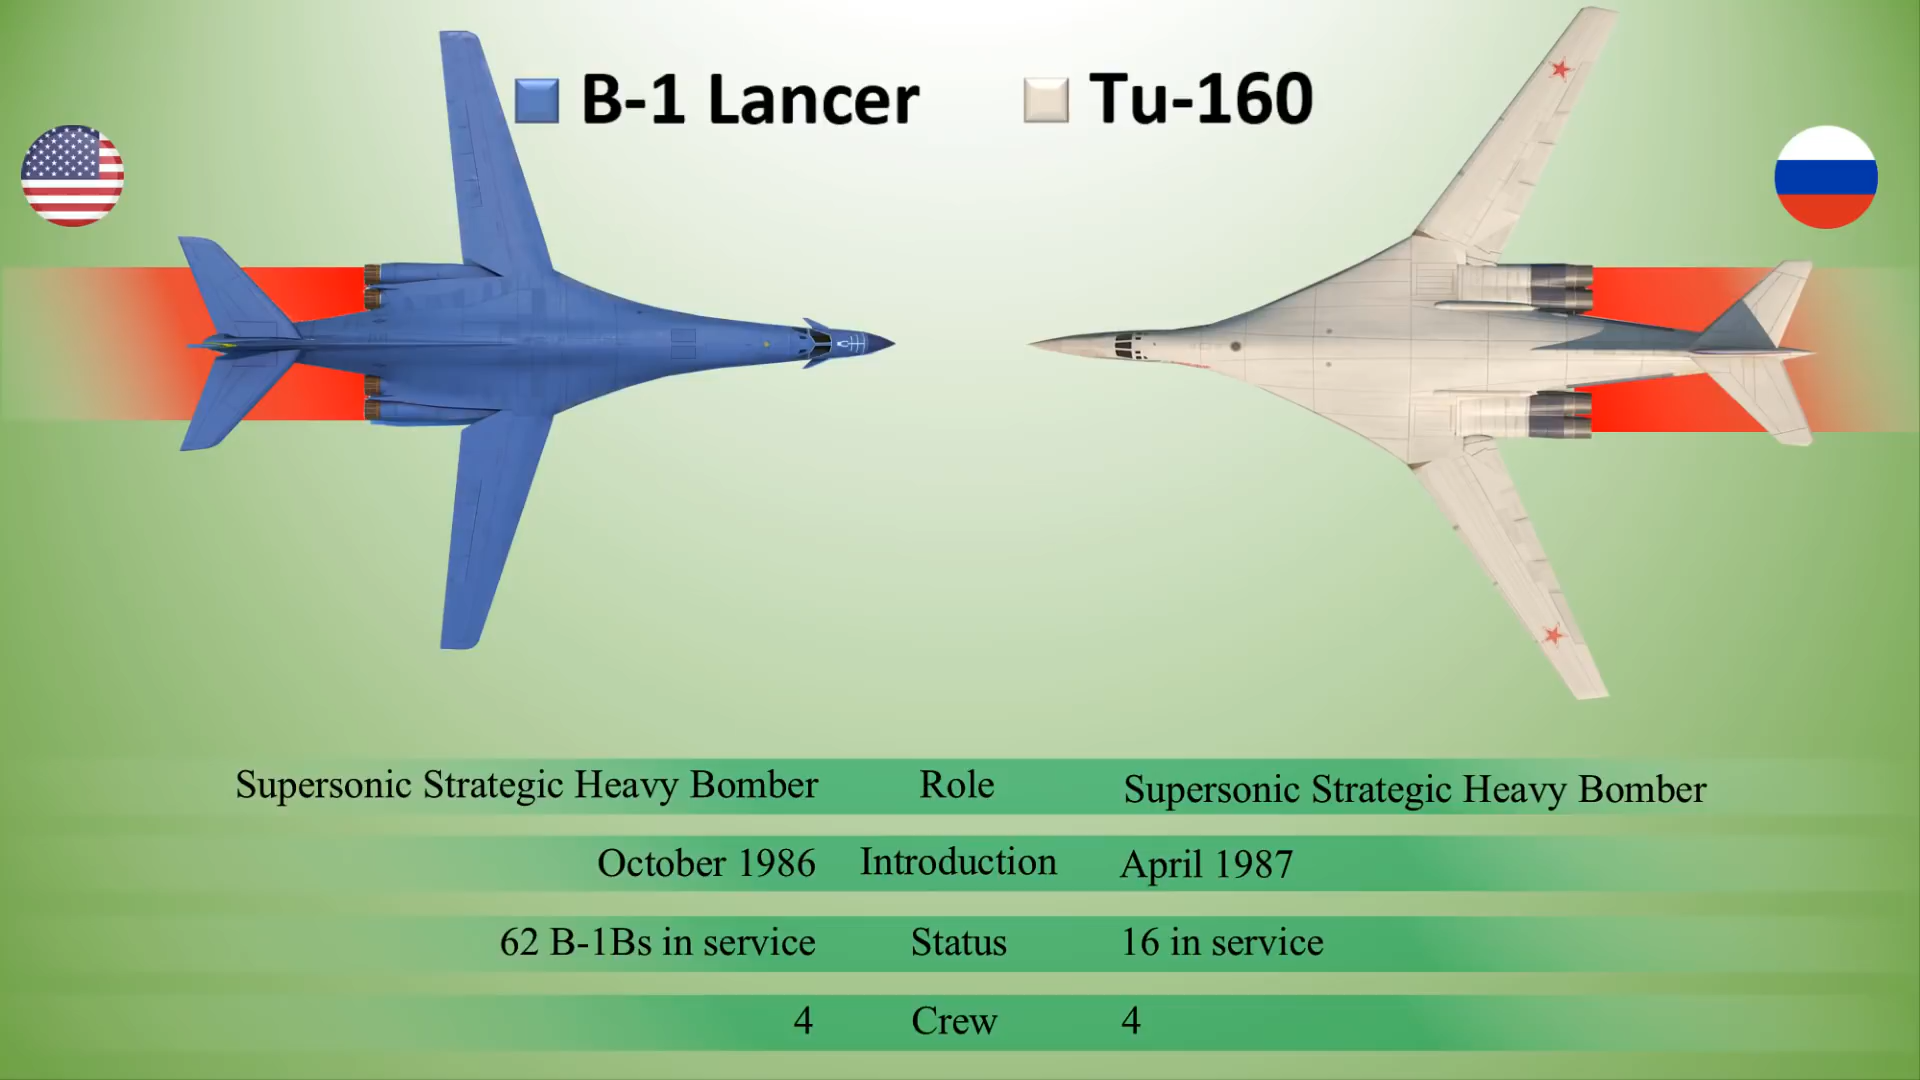 B-1 Lancer Tu-160
Supersonic Strategic Heavy Bomber Role Supersonic Strategic Heavy Bomber
October 1986 Introduction April 1987
62 B-1Bs in service Status 16 in service
4 Crew 4